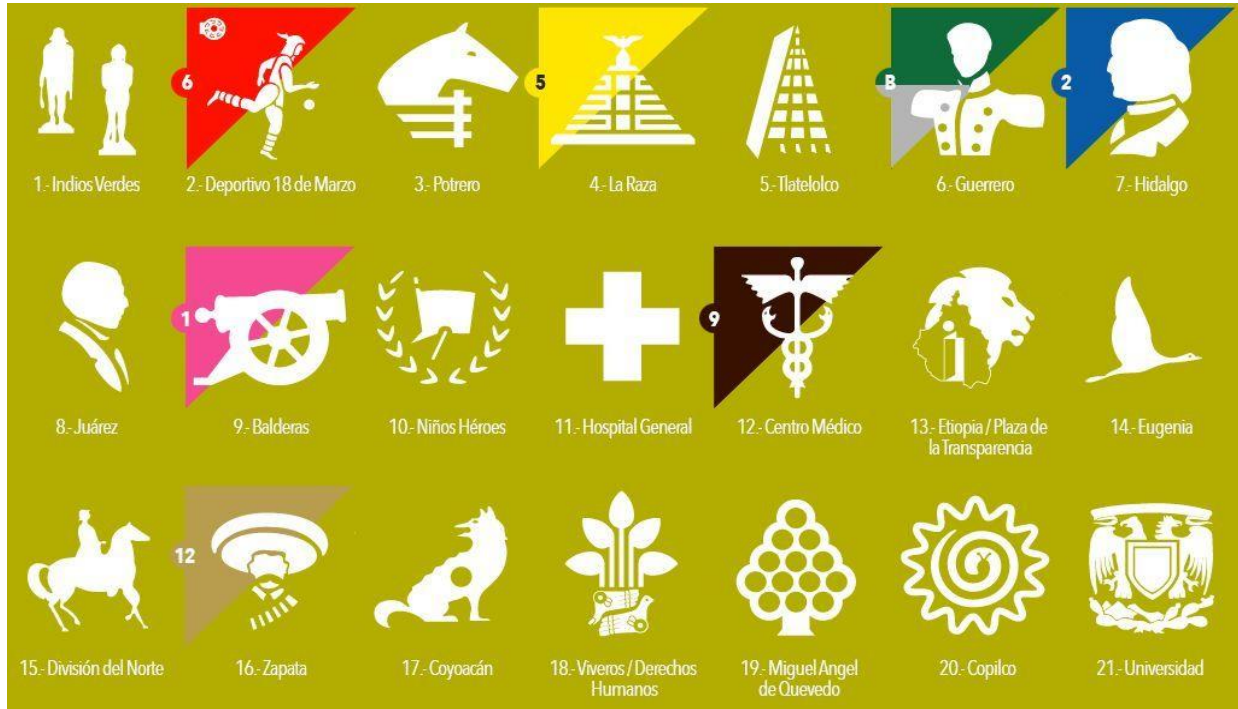 6
5
B
2
1.- Indios Verdes
2.- Deportivo 18 de Marzo
3.- Potrero
4.- La Raza
5.- Tlatelolco
6.- Guerrero
7.- Hidalgo
1
9
8.- Juárez
9.- Balderas
10.- Niños Héroes
11.- Hospital General
12.- Centro Médico
13.- Etiopia / Plaza de
la Transparencia
14.- Eugenia
12
15.- División del Norte
16.- Zapata
17.- Coyoacán
18.- Viveros / Derechos
Humanos
19.- Miguel Angel
de Quevedo
20.- Copilco
21.- Universidad